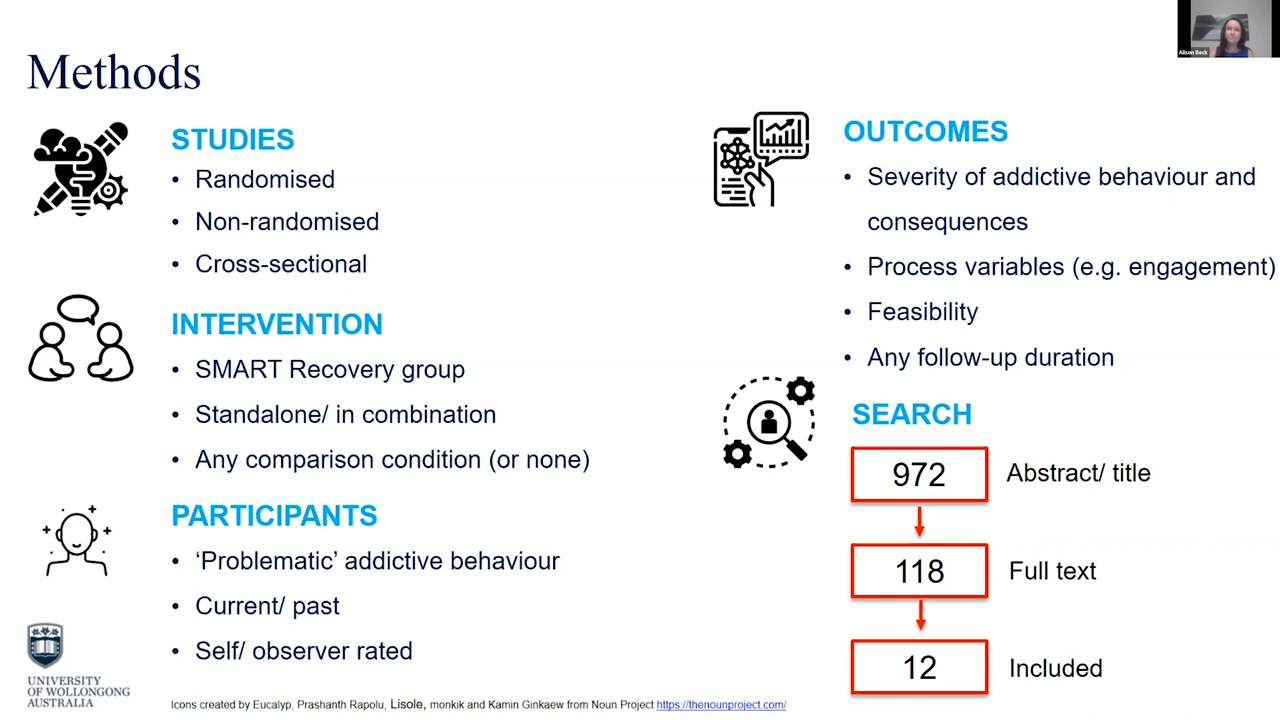 Alison Beck
Methods
STUDIES
• Randomised
• Non-randomised
• Cross-sectional
INTERVENTION
• SMART Recovery group
• Standalone/ in combination
• Any comparison condition (or none)
PARTICIPANTS
• ‘Problematic’ addictive behaviour
• Current/ past
• Self/ observer rated
OUTCOMES
• Severity of addictive behaviour and
consequences
• Process variables (e.g. engagement)
• Feasibility
• Any follow-up duration
SEARCH
972 Abstract/ title
118 Full text
12 Included
UNIVERSITY
OF WOLLONGONG
AUSTRALIA
Icons created by Eucalyp, Prashanth Rapolu, Lisole, monkik and Kamin Ginkaew from Noun Project https://thenounproject.com/